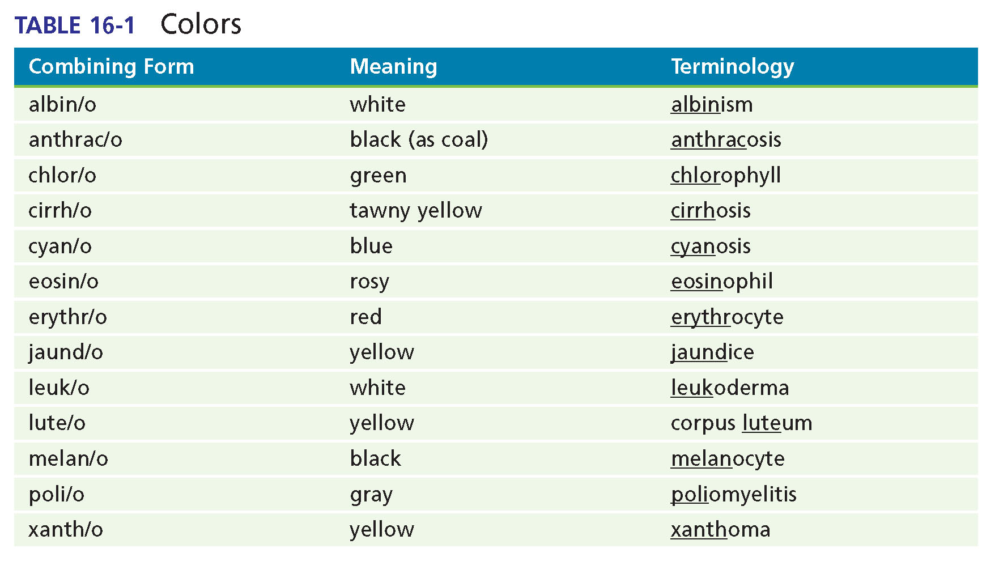 TABLE 16-1 Colors
Combining Form Meaning Terminology
albin/o white albinism
anthrac/o black (as coal) anthracosis
chlor/o green chlorophyll
cirrh/o tawny yellow cirrhosis
cyan/o blue cyanosis
eosin/o rosy eosinophil
erythr/o red erythrocyte
jaund/o yellow jaundice
leuk/o white leukoderma
lute/o yellow corpus luteum
melan/o black melanocyte
poli/o gray poliomyelitis
xanth/o yellow xanthoma